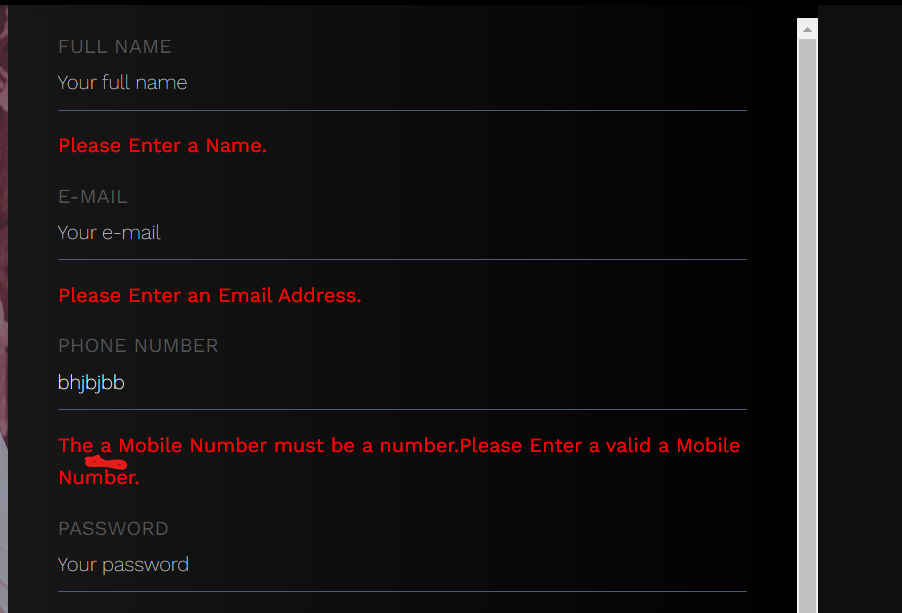 FULL NAME
Your full name
Please Enter a Name.
E-MAIL
Your e-mail
Please Enter an Email Address.
PHONE NUMBER
bhjbjbb
The a Mobile Number must be a number.Please Enter a valid a Mobile
Number.
PASSWORD
Your password